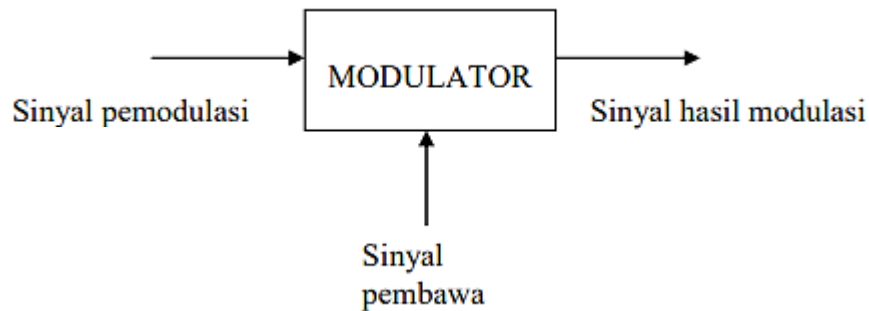 MODULATOR
Sinyal pemodulasi
Sinyal hasil modulasi
Sinyal
pembawa